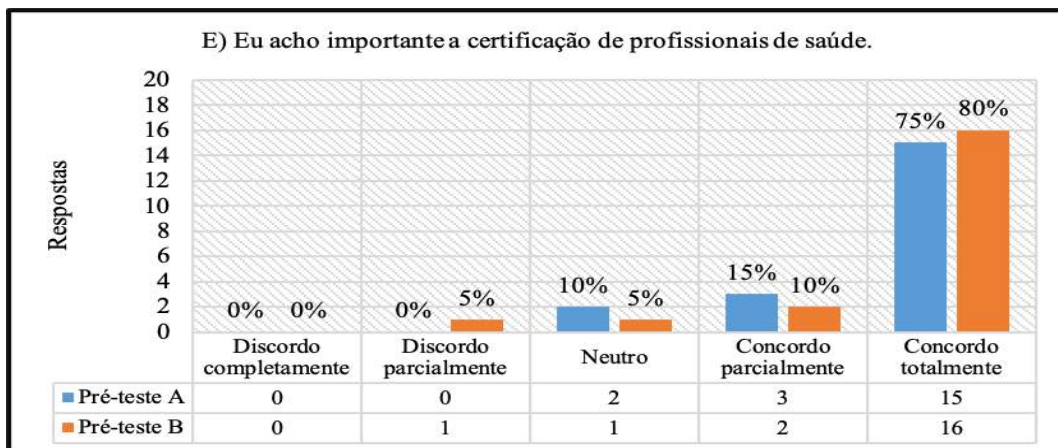 E) Eu acho importante a certificação de profissionais de saúde.
Respostas
20
18
16
14
12
10
8
6
4
2
0
0% 0% 0% 5% 10% 5% 15% 10% 75% 80%
Discordo completamente
Discordo parcialmente
Neutro
Concordo parcialmente
Concordo totalmente
Pré-teste A 0 0 2 3 15
Pré-teste B 0 1 1 2 16